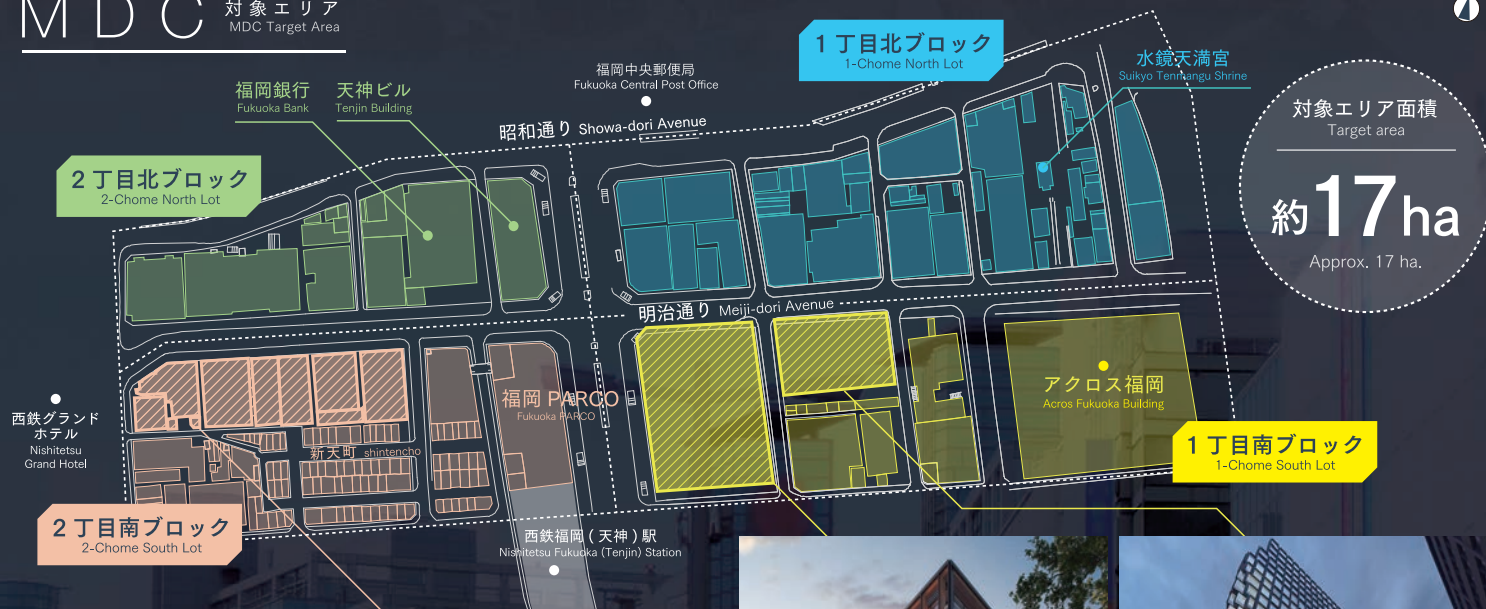 MDC
対象エリア
MDC Target Area
1丁目北ブロック
1-Chome North Lot
水鏡天満宮
Suikyo Tenmangu Shrine
福岡中央郵便局
Fukuoka Central Post Office
福岡銀行
Fukuoka Bank
天神ビル
Tenjin Building
対象エリア面積
Target area
約17ha
Approx. 17 ha.
昭和通り Showa-dori Avenue
2丁目北ブロック
2-Chome North Lot
明治通り Meiji-dori Avenue
福岡 PARCO
Fukuoka PARCO
アクロス福岡
Acros Fukuoka Building
西鉄グランド
ホテル
Nishitetsu
Grand Hotel
新天町 shintencho
1丁目南ブロック
1-Chome South Lot
2丁目南ブロック
2-Chome South Lot
西鉄福岡(天神)駅
Nishitetsu Fukuoka (Tenjin) Station